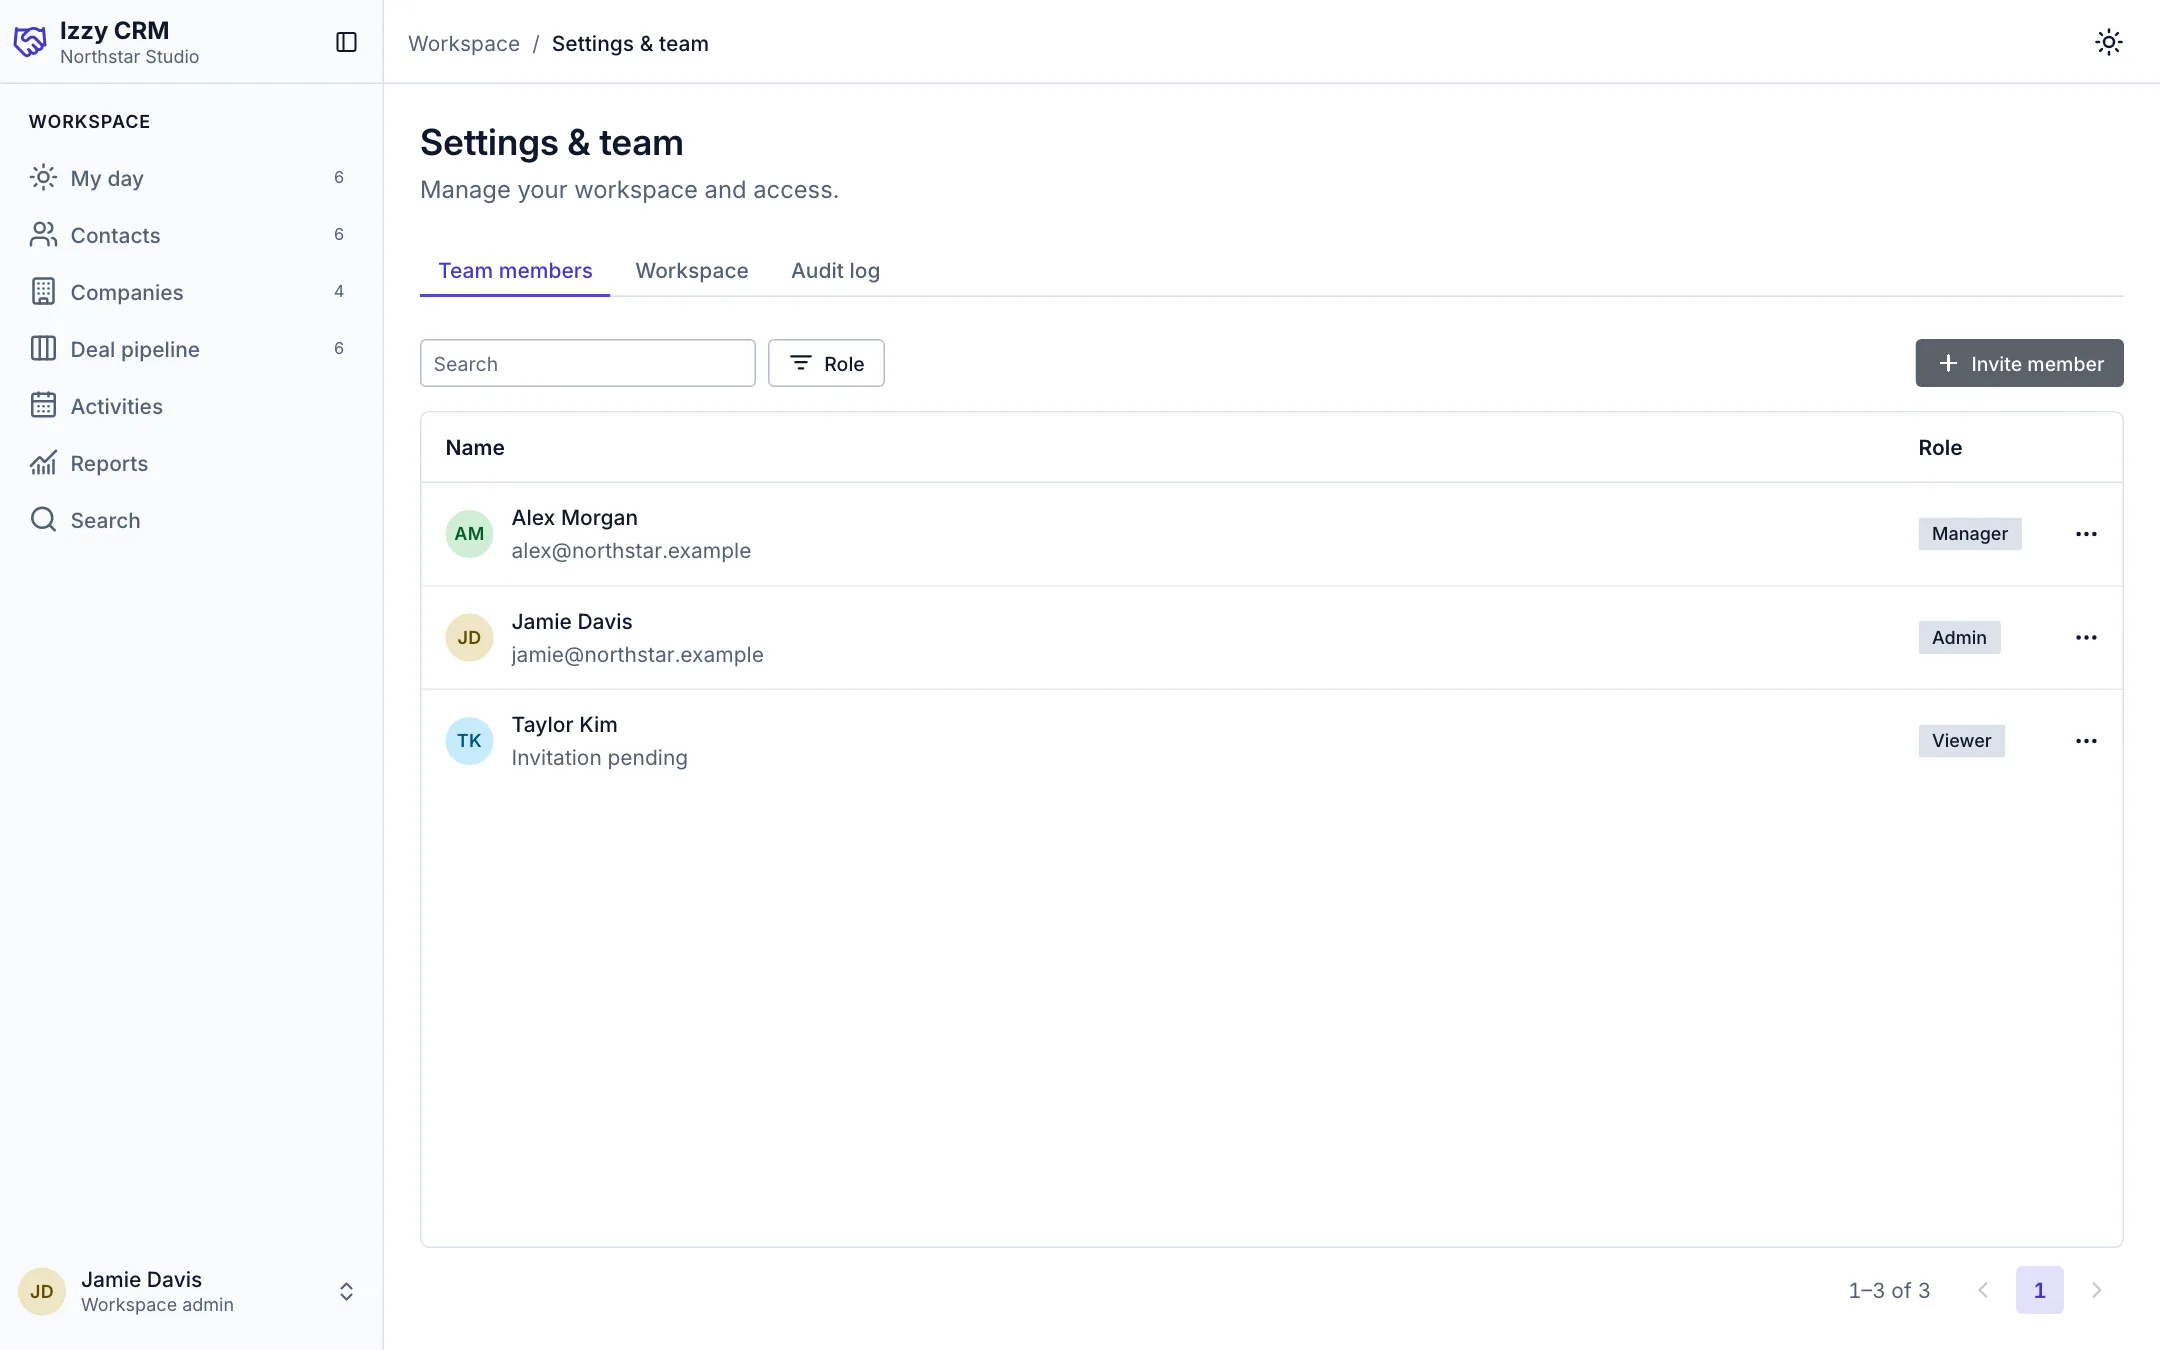 Izzy CRM
Northstar Studio
WORKSPACE
My day 6
Contacts 6
Companies 4
Deal pipeline 6
Activities
Reports
Search
JD
Jamie Davis
Workspace admin
Workspace / Settings & team
Settings & team
Manage your workspace and access.
Team members Workspace Audit log
Search Role + Invite member
Name Role
AM Alex Morgan Manager
alex@northstar.example
JD Jamie Davis Admin
jamie@northstar.example
TK Taylor Kim Viewer
Invitation pending
1–3 of 3 1